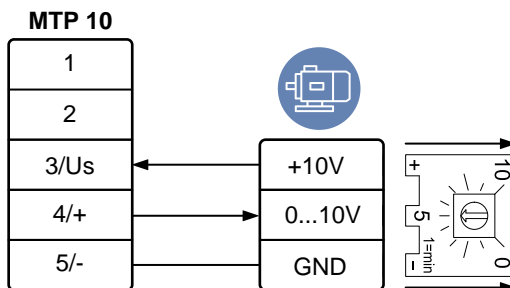 MTP 10
1
2
3/Us
4/+
5/-
+10V
0...10V
GND
+ 10
5
1=min
- 0